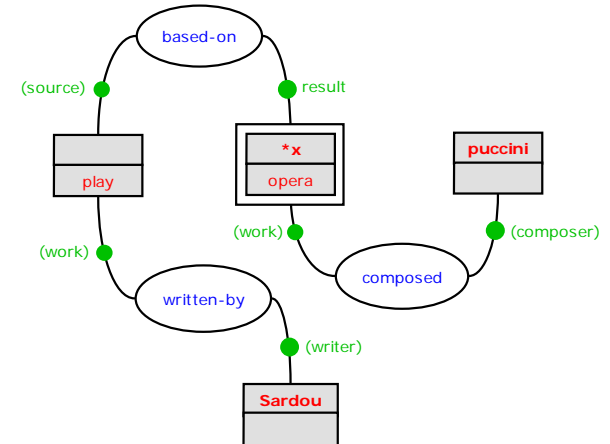 based-on
(source)
result
*x
puccini
play
opera
(work)
(composer)
(work)
composed
written-by
(writer)
Sardou